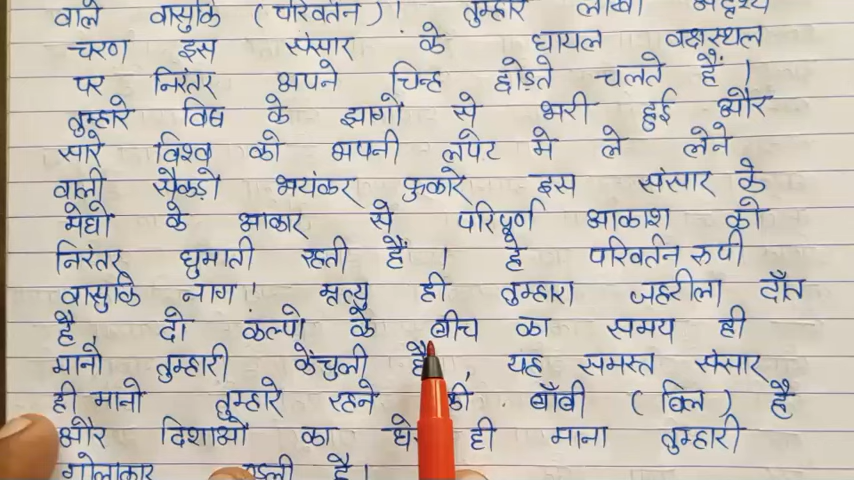 वाले वासुकि (परिवर्तन)! तुम्हारे लाखों अदृश्य
चरण इस संसार के घायल वक्षस्थल
पर निरंतर अपने चिन्ह छोड़ते चलते हैं।
तुम्हारे विष के झागों से भरी हुई और
सारे विश्व को अपनी लपेट में ले लेने
वाली सैकड़ों भयंकर फुंकारे इस संसार के
मेघों के आकार से परिपूर्ण आकाश को
निरंतर घुमाती रहती हैं। हे परिवर्तन रुपी
वासुकि नाग! मृत्यु ही तुम्हारा जहरीला दाँत
है, दो कल्पो के बीच का समय ही
मानो तुम्हारी केंचुली है, यह समस्त संसार
ही मानो तुम्हारे रहने की बाँबी (बिल) है
और दिशाओं का ही माना तुम्हारी
गोलाकार है।